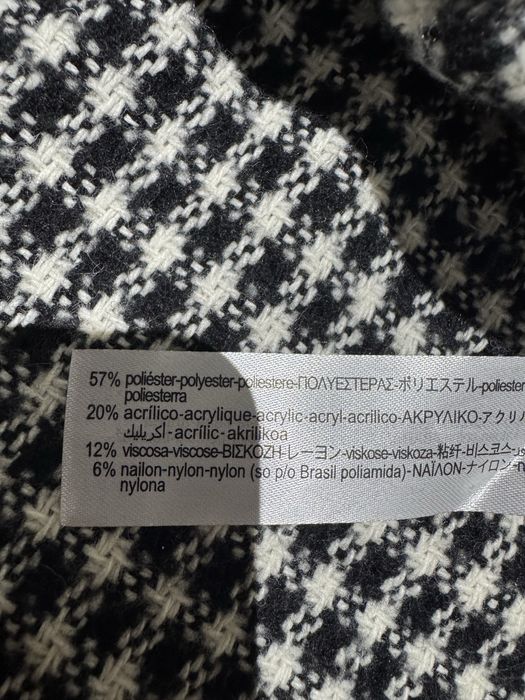 57% poliéster-polyester-poliestere-ΠΟΛΥΕΣΤΕΡΑΣ-ポリエステル-poliester
poliesterra
20% acrílico-acrylique-acrylic-acryl-acrilico-ΑΚΡΥΛΙΚΟ-アクリ
أكريليك-acrílic-akrilikoa
12% viscosa-viscose-ΒΙΣΚΟΖΗ-レーヨン-viskose-viskoza-粘纤-비스코스
6% nailon-nylon-nylon (so p/o Brasil poliamida)-ΝΑΪΛΟΝ-ナイロン
nylona